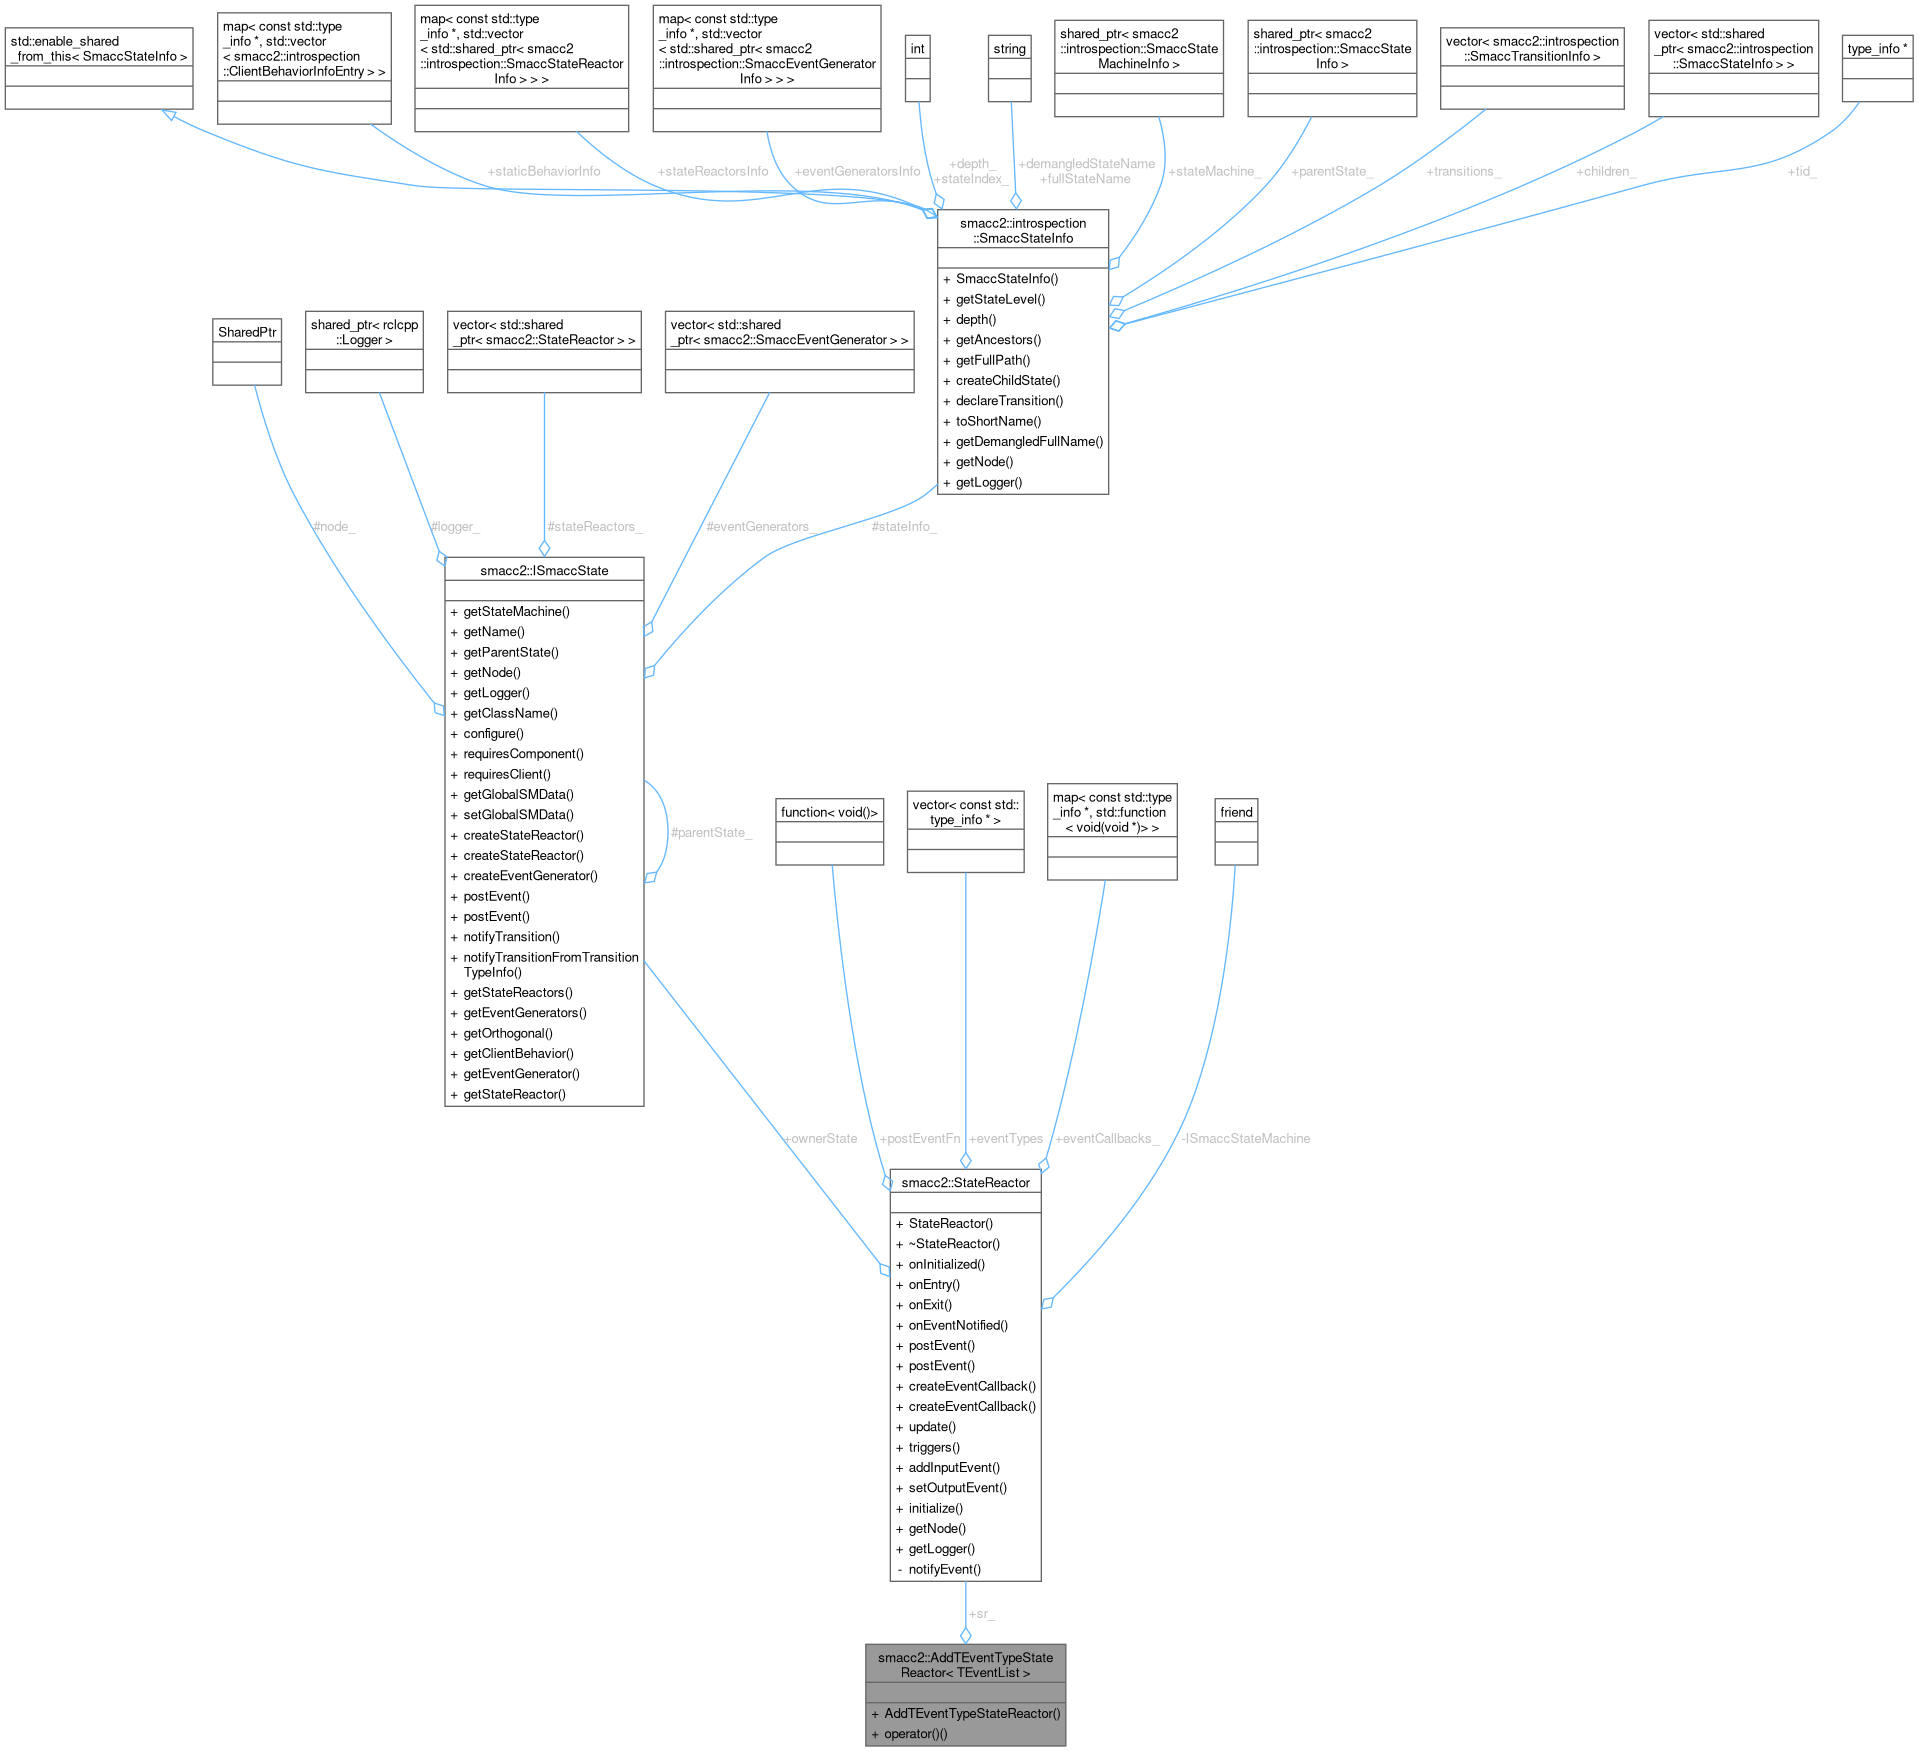 std::enable_shared
_from_this< SmaccStateInfo >
map< const std::type
_info *, std::vector
< smacc2::introspection
::ClientBehaviorInfoEntry > >
map< const std::type
_info *, std::vector
< std::shared_ptr< smacc2
::introspection::SmaccStateReactor
Info > > >
map< const std::type
_info *, std::vector
< std::shared_ptr< smacc2
::introspection::SmaccEventGenerator
Info > > >
int
string
shared_ptr< smacc2
::introspection::SmaccState
MachineInfo >
shared_ptr< smacc2
::introspection::SmaccState
Info >
vector< smacc2::introspection
::SmaccTransitionInfo >
vector< std::shared
_ptr< smacc2::introspection
::SmaccStateInfo > >
type_info *
+staticBehaviorInfo
+stateReactorsInfo
+eventGeneratorsInfo
+depth_
+stateIndex_
+demangledStateName
+fullStateName
+stateMachine_
+parentState_
+transitions_
+children_
+tid_
smacc2::introspection
::SmaccStateInfo
+ SmaccStateInfo()
+ getStateLevel()
+ depth()
+ getAncestors()
+ getFullPath()
+ createChildState()
+ declareTransition()
+ toShortName()
+ getDemangledFullName()
+ getNode()
+ getLogger()
SharedPtr
shared_ptr< rclcpp
::Logger >
vector< std::shared
_ptr< smacc2::StateReactor > >
vector< std::shared
_ptr< smacc2::SmaccEventGenerator > >
#node_
#logger_
#stateReactors_
#eventGenerators_
#stateInfo_
smacc2::ISmaccState
+ getStateMachine()
+ getName()
+ getParentState()
+ getNode()
+ getLogger()
+ getClassName()
+ configure()
+ requiresComponent()
+ requiresClient()
+ getGlobalSMData()
+ setGlobalSMData()
+ createStateReactor()
+ createStateReactor()
+ createEventGenerator()
+ postEvent()
+ postEvent()
+ notifyTransition()
+ notifyTransitionFromTransition
TypeInfo()
+ getStateReactors()
+ getEventGenerators()
+ getOrthogonal()
+ getClientBehavior()
+ getEventGenerator()
+ getStateReactor()
#parentState_
function< void()>
vector< const std::
type_info * >
map< const std::type
_info *, std::function
< void(void *)> >
friend
+ownerState
+postEventFn
+eventTypes
+eventCallbacks_
-ISmaccStateMachine
smacc2::StateReactor
+ StateReactor()
+ ~StateReactor()
+ onInitialized()
+ onEntry()
+ onExit()
+ onEventNotified()
+ postEvent()
+ postEvent()
+ createEventCallback()
+ createEventCallback()
+ update()
+ triggers()
+ addInputEvent()
+ setOutputEvent()
+ initialize()
+ getNode()
+ getLogger()
- notifyEvent()
+sr_
smacc2::AddTEventTypeState
Reactor< TEventList >
+ AddTEventTypeStateReactor()
+ operator()()